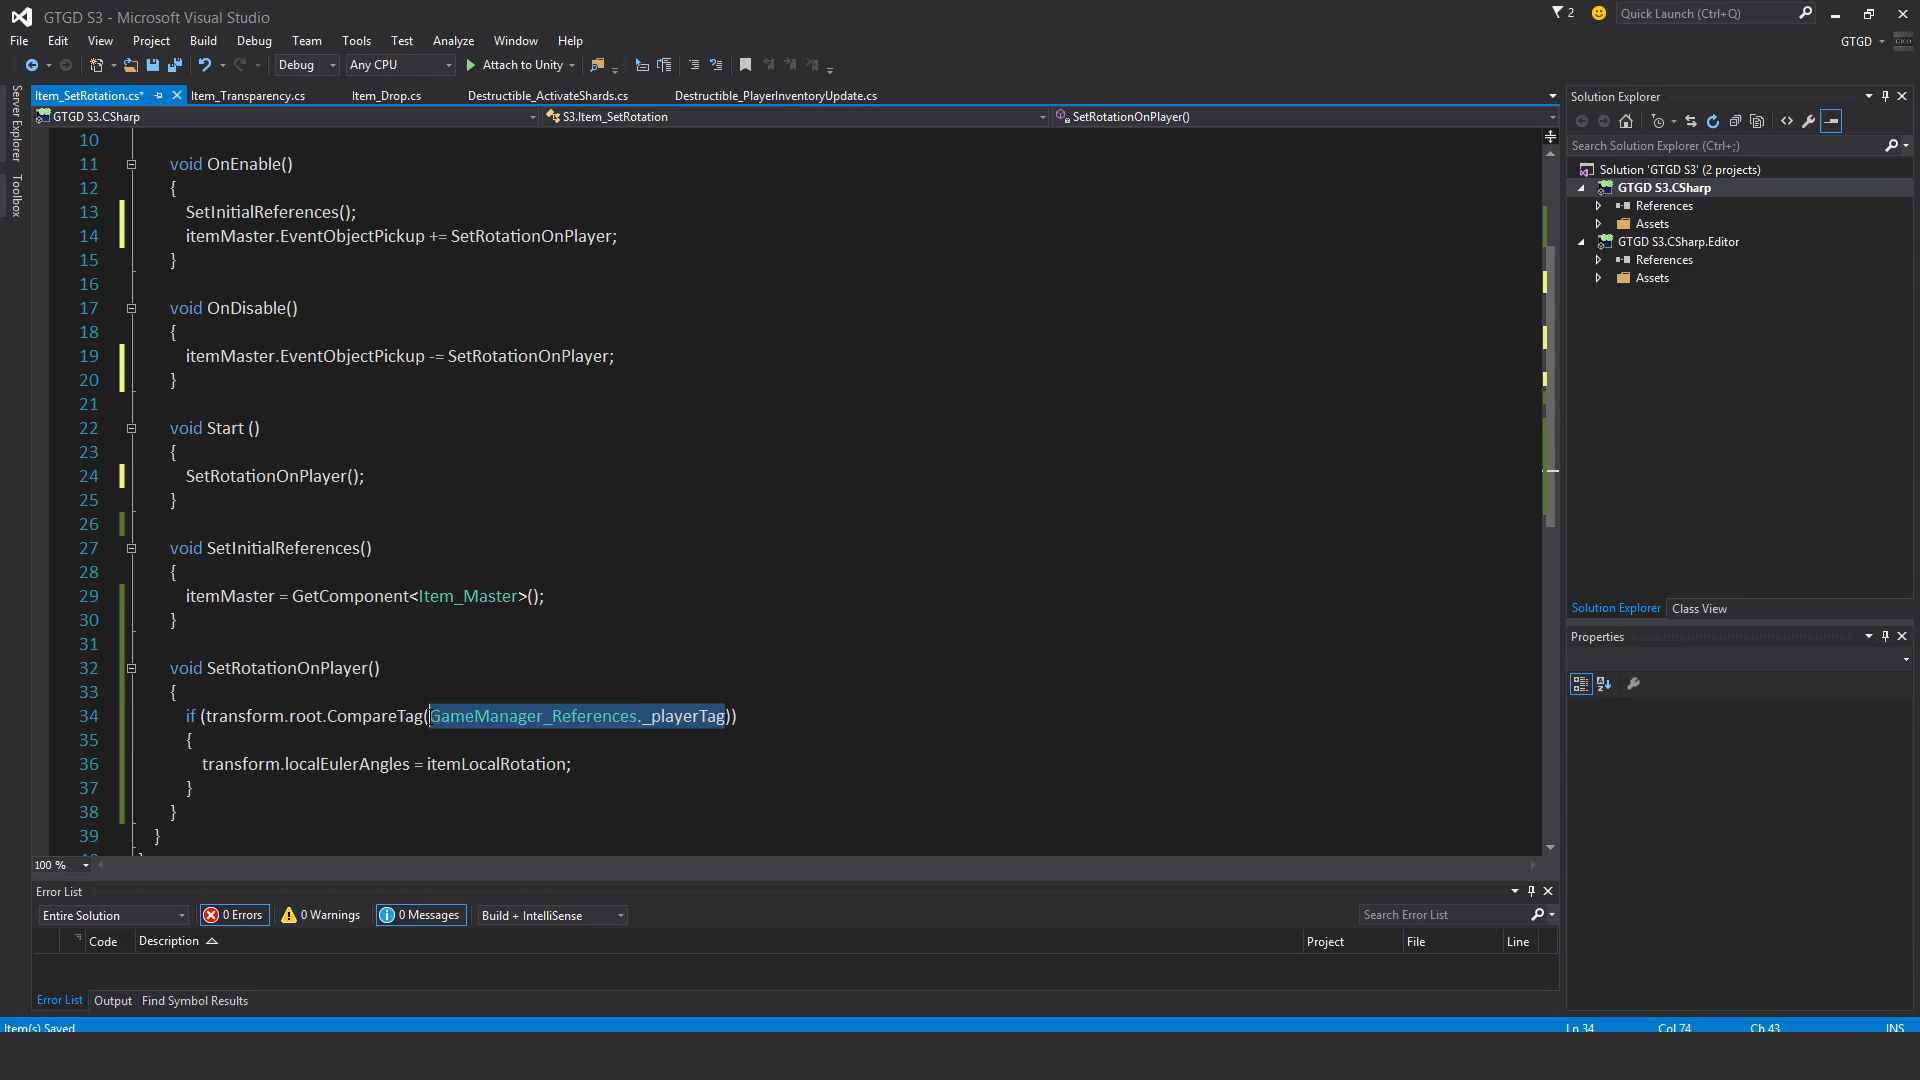 GTGD S3 - Microsoft Visual Studio
2
Quick Launch (Ctrl+Q)
File Edit View Project Build Debug Team Tools Test Analyze Window Help
GTGD
Debug Any CPU Attach to Unity
Server Explorer
Toolbox
Item_SetRotation.cs* Item_Transparency.cs Item_Drop.cs Destructible_ActivateShards.cs Destructible_PlayerInventoryUpdate.cs
GTGD S3.CSharp S3.Item_SetRotation SetRotationOnPlayer()
10
11 void OnEnable()
12 {
13 SetInitialReferences();
14 itemMaster.EventObjectPickup += SetRotationOnPlayer;
15 }
16
17 void OnDisable()
18 {
19 itemMaster.EventObjectPickup -= SetRotationOnPlayer;
20 }
21
22 void Start ()
23 {
24 SetRotationOnPlayer();
25 }
26
27 void SetInitialReferences()
28 {
29 itemMaster = GetComponent<Item_Master>();
30 }
31
32 void SetRotationOnPlayer()
33 {
34 if (transform.root.CompareTag(GameManager_References._playerTag))
35 {
36 transform.localEulerAngles = itemLocalRotation;
37 }
38 }
39 }
100 %
Solution Explorer
Search Solution Explorer (Ctrl+;)
Solution 'GTGD S3' (2 projects)
GTGD S3.CSharp
References
Assets
GTGD S3.CSharp.Editor
References
Assets
Solution Explorer Class View
Properties
Error List
Entire Solution 0 Errors 0 Warnings 0 Messages Build + IntelliSense Search Error List
Code Description Project File Line
Error List Output Find Symbol Results
Item(s) Saved Ln 34 Col 74 Ch 43 INS